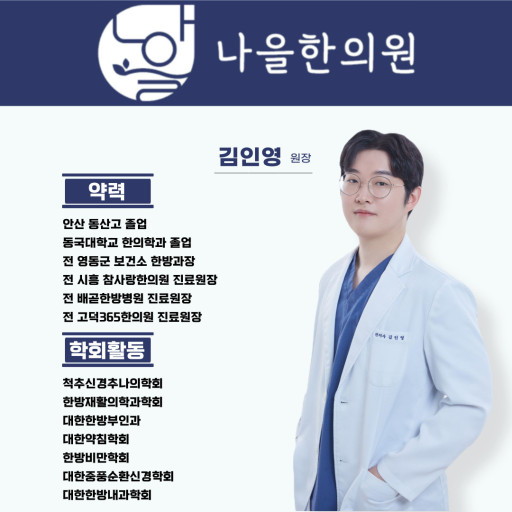 나을한의원
김인영 원장
약력
안산 동산고 졸업
동국대학교 한의학과 졸업
전 영동군 보건소 한방과장
전 시흥 참사랑한의원 진료원장
전 배곧한방병원 진료원장
전 고덕365한의원 진료원장
학회활동
척추신경추나의학회
한방재활의학과학회
대한한방부인과
대한약침학회
한방비만학회
대한중풍순환신경학회
대한한방내과학회
한의사 김인영